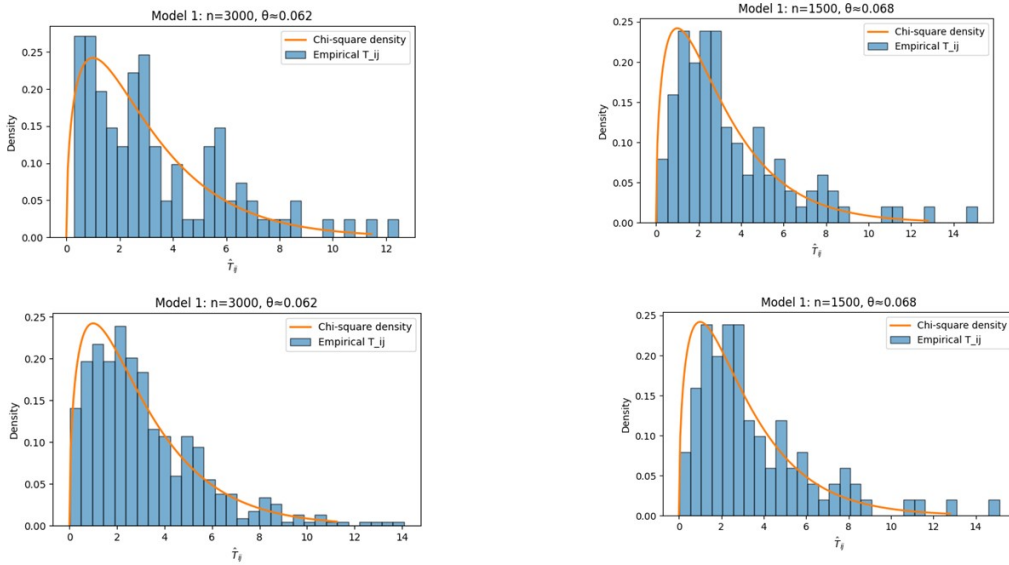 Model 1: n=3000, θ≈0.062
Chi-square density
Empirical T_ij
0.25
0.20
0.15
0.10
0.05
0.00
Density
0 2 4 6 8 10 12
T̂ij
Model 1: n=1500, θ≈0.068
Chi-square density
Empirical T_ij
0.25
0.20
0.15
0.10
0.05
0.00
Density
0 2 4 6 8 10 12 14
T̂ij
Model 1: n=3000, θ≈0.062
Chi-square density
Empirical T_ij
0.25
0.20
0.15
0.10
0.05
0.00
Density
0 2 4 6 8 10 12 14
T̂ij
Model 1: n=1500, θ≈0.068
Chi-square density
Empirical T_ij
0.25
0.20
0.15
0.10
0.05
0.00
Density
0 2 4 6 8 10 12 14
T̂ij